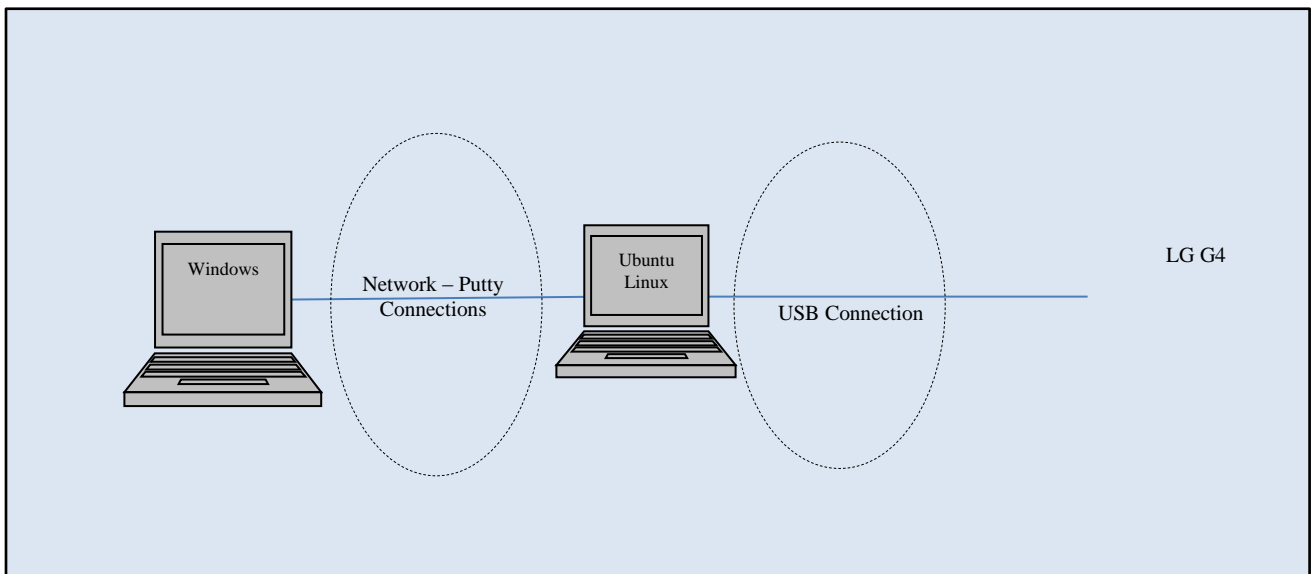 Windows
Network – Putty
Connections
Ubuntu
Linux
USB Connection
LG G4